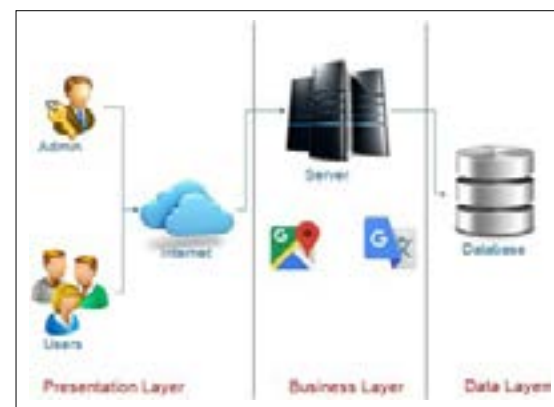 Admin
Server
Internet
Database
Users
Presentation Layer
Business Layer
Data Layer